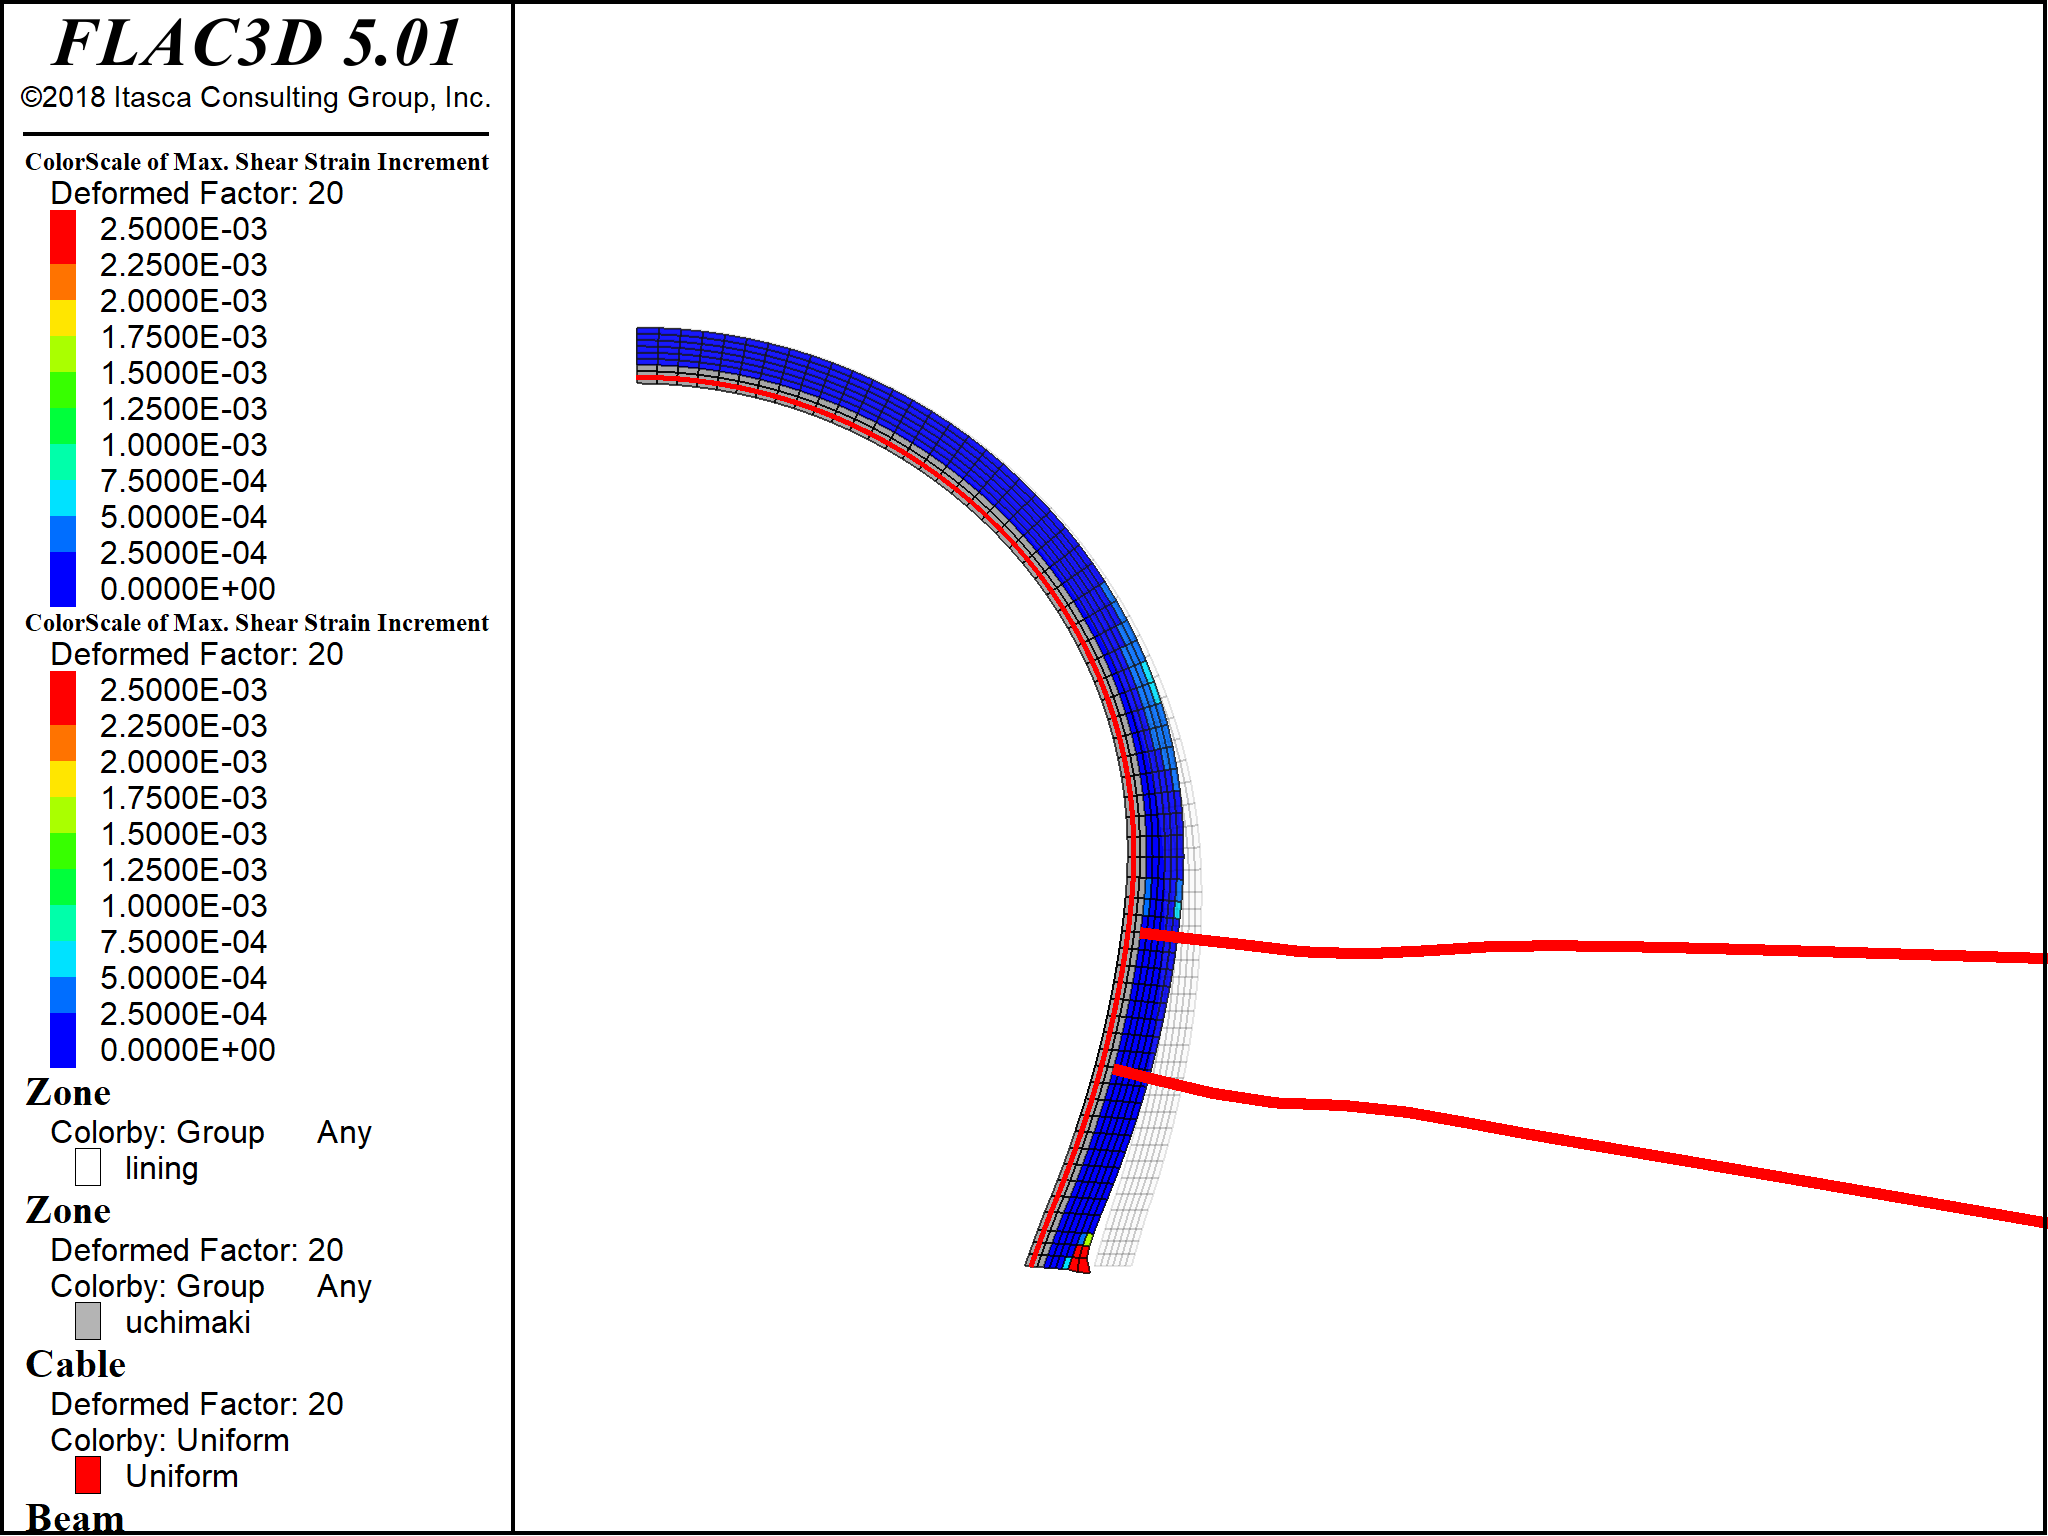 FLAC3D 5.01
©2018 Itasca Consulting Group, Inc.
ColorScale of Max. Shear Strain Increment
Deformed Factor: 20
2.5000E-03
2.2500E-03
2.0000E-03
1.7500E-03
1.5000E-03
1.2500E-03
1.0000E-03
7.5000E-04
5.0000E-04
2.5000E-04
0.0000E+00
ColorScale of Max. Shear Strain Increment
Deformed Factor: 20
2.5000E-03
2.2500E-03
2.0000E-03
1.7500E-03
1.5000E-03
1.2500E-03
1.0000E-03
7.5000E-04
5.0000E-04
2.5000E-04
0.0000E+00
Zone
Colorby: Group Any
lining
Zone
Deformed Factor: 20
Colorby: Group Any
uchimaki
Cable
Deformed Factor: 20
Colorby: Uniform
Uniform
Beam